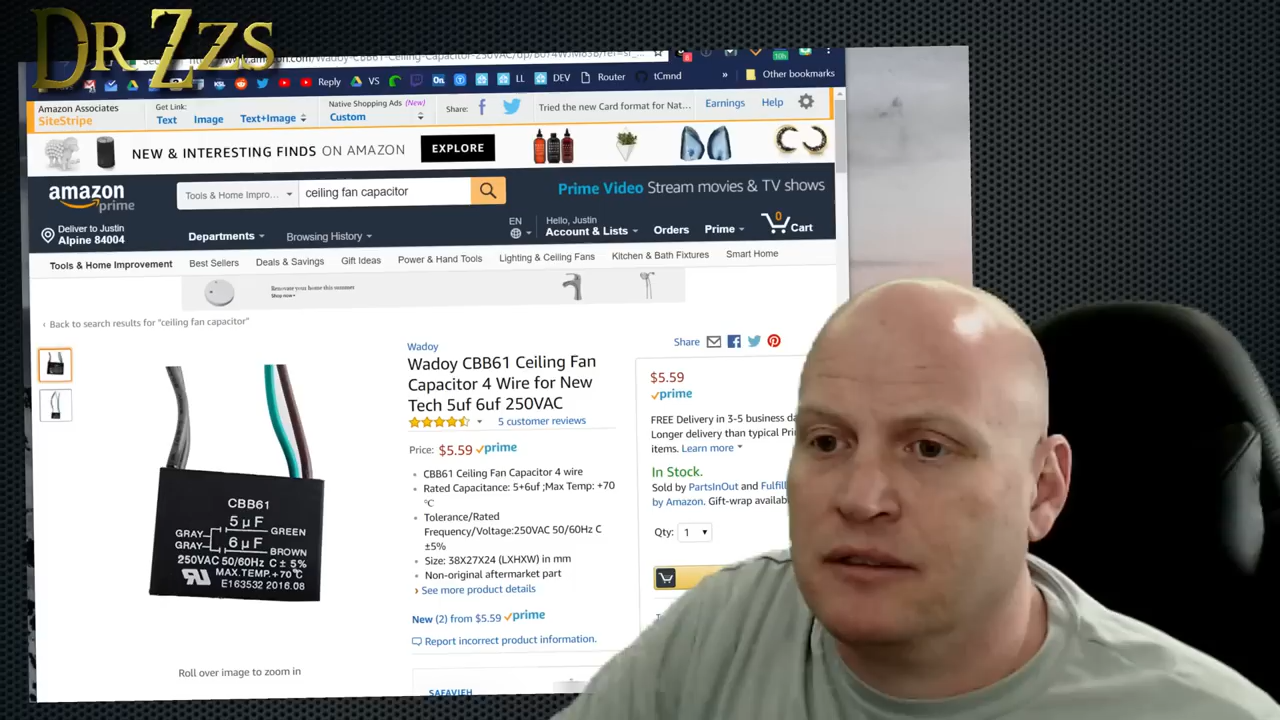 DrZzs
Reply
VS
LL
DEV
Router
tCmnd
»
Other bookmarks
Amazon Associates
SiteStripe
Get Link:
Text
Image
Text+Image
Native Shopping Ads (New)
Custom
Share:
Tried the new Card format for Nat...
Earnings
Help
NEW & INTERESTING FINDS ON AMAZON
EXPLORE
amazon
prime
Tools & Home Impro...
ceiling fan capacitor
Prime Video Stream movies & TV shows
Deliver to Justin
Alpine 84004
Departments
Browsing History
EN
Hello, Justin
Account & Lists
Orders
Prime
0
Cart
Tools & Home Improvement
Best Sellers
Deals & Savings
Gift Ideas
Power & Hand Tools
Lighting & Ceiling Fans
Kitchen & Bath Fixtures
Smart Home
Renovate your home this summer
Shop now
‹ Back to search results for "ceiling fan capacitor"
Wadoy
Wadoy CBB61 Ceiling Fan
Capacitor 4 Wire for New
Tech 5uf 6uf 250VAC
5 customer reviews
Price: $5.59 prime
• CBB61 Ceiling Fan Capacitor 4 wire
• Rated Capacitance: 5+6uf ;Max Temp: +70
℃
• Tolerance/Rated
Frequency/Voltage:250VAC 50/60Hz C
±5%
• Size: 38X27X24 (LXHXW) in mm
• Non-original aftermarket part
› See more product details
New (2) from $5.59 prime
Report incorrect product information.
SAFAVIEH
CBB61
5µF
GRAY
GREEN
GRAY
6µF
BROWN
250VAC 50/60Hz C±5%
MAX.TEMP.+70℃
E163532 2016.08
Roll over image to zoom in
Share
$5.59
prime
FREE Delivery in 3-5 business
Longer delivery than typical
items. Learn more
In Stock.
Sold by PartsInOut and
by Amazon. Gift-wrap
Qty: 1